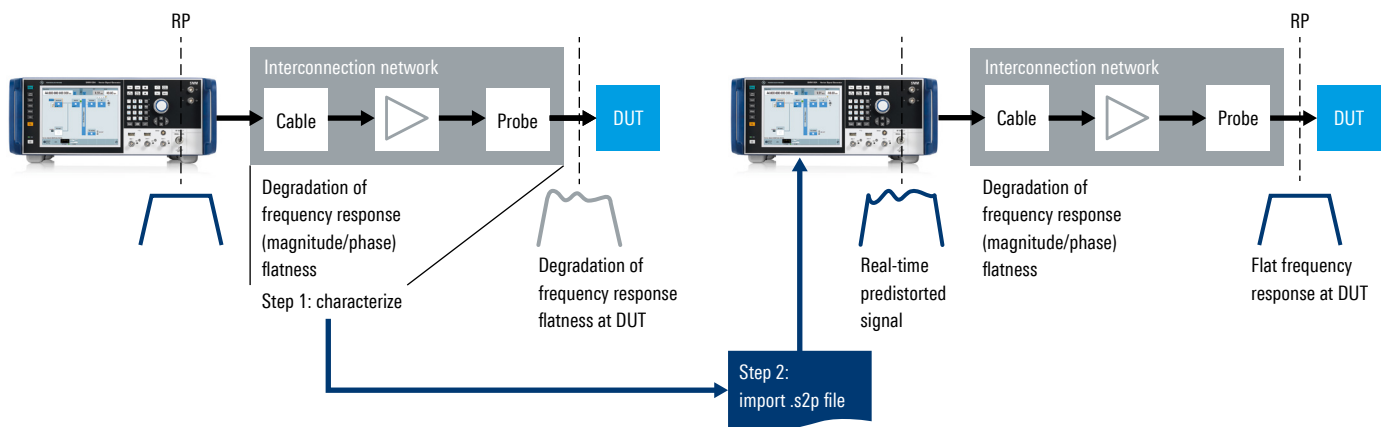 RP
Interconnection network
Cable
Probe
DUT
Degradation of
frequency response
(magnitude/phase)
flatness
Step 1: characterize
Degradation of
frequency response
flatness at DUT
Step 2:
import .s2p file
RP
Interconnection network
Cable
Probe
DUT
Real-time
predistorted
signal
Degradation of
frequency response
(magnitude/phase)
flatness
Flat frequency
response at DUT